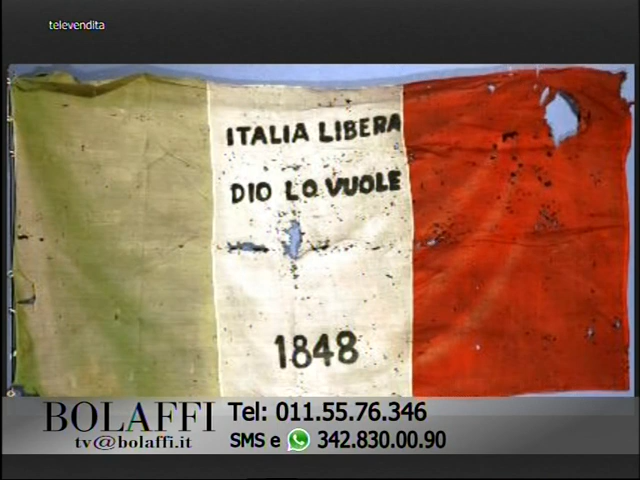 televendita
ITALIA LIBERA
DIO LO VUOLE
1848
BOLAFFI
tv@bolaffi.it
Tel: 011.55.76.346
SMS e 342.830.00.90